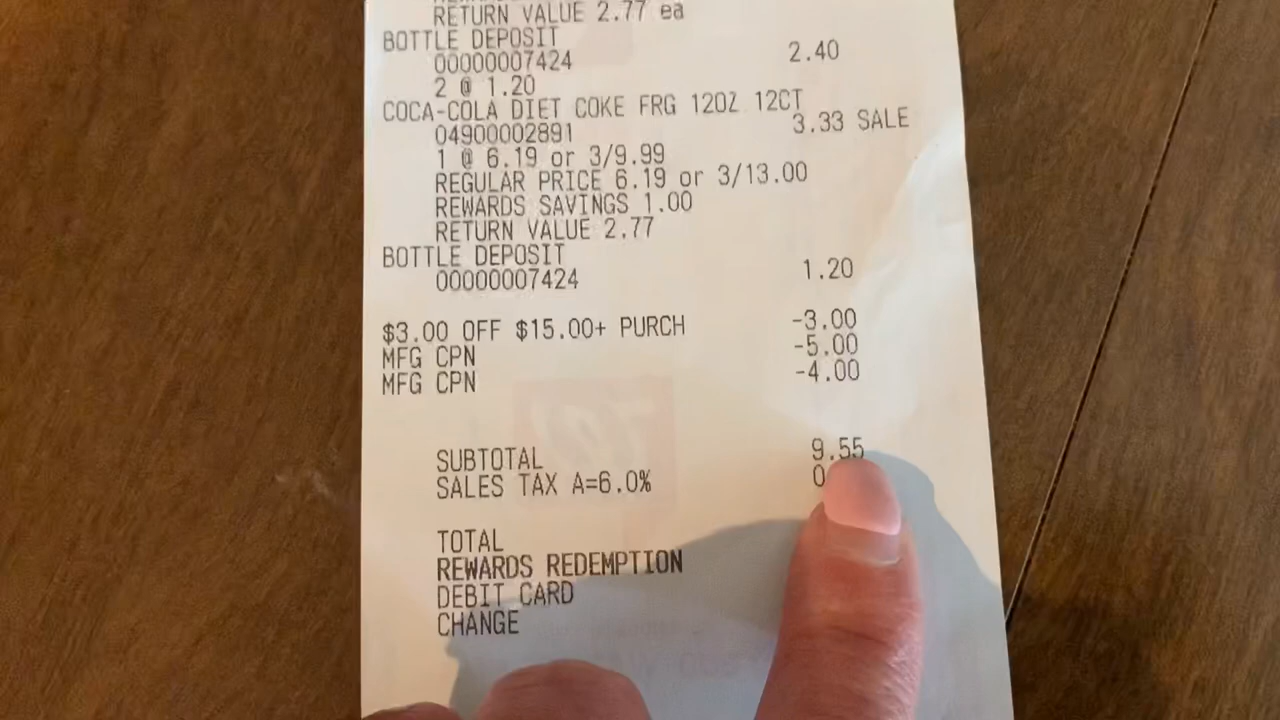 RETURN VALUE 2.77 ea
BOTTLE DEPOSIT 2.40
00000007424
2 @ 1.20
COCA-COLA DIET COKE FRG 12OZ 12CT
04900002891 3.33 SALE
1 @ 6.19 or 3/9.99
REGULAR PRICE 6.19 or 3/13.00
REWARDS SAVINGS 1.00
RETURN VALUE 2.77
BOTTLE DEPOSIT 1.20
00000007424
$3.00 OFF $15.00+ PURCH -3.00
MFG CPN -5.00
MFG CPN -4.00
SUBTOTAL 9.55
SALES TAX A=6.0% 0
TOTAL
REWARDS REDEMPTION
DEBIT CARD
CHANGE